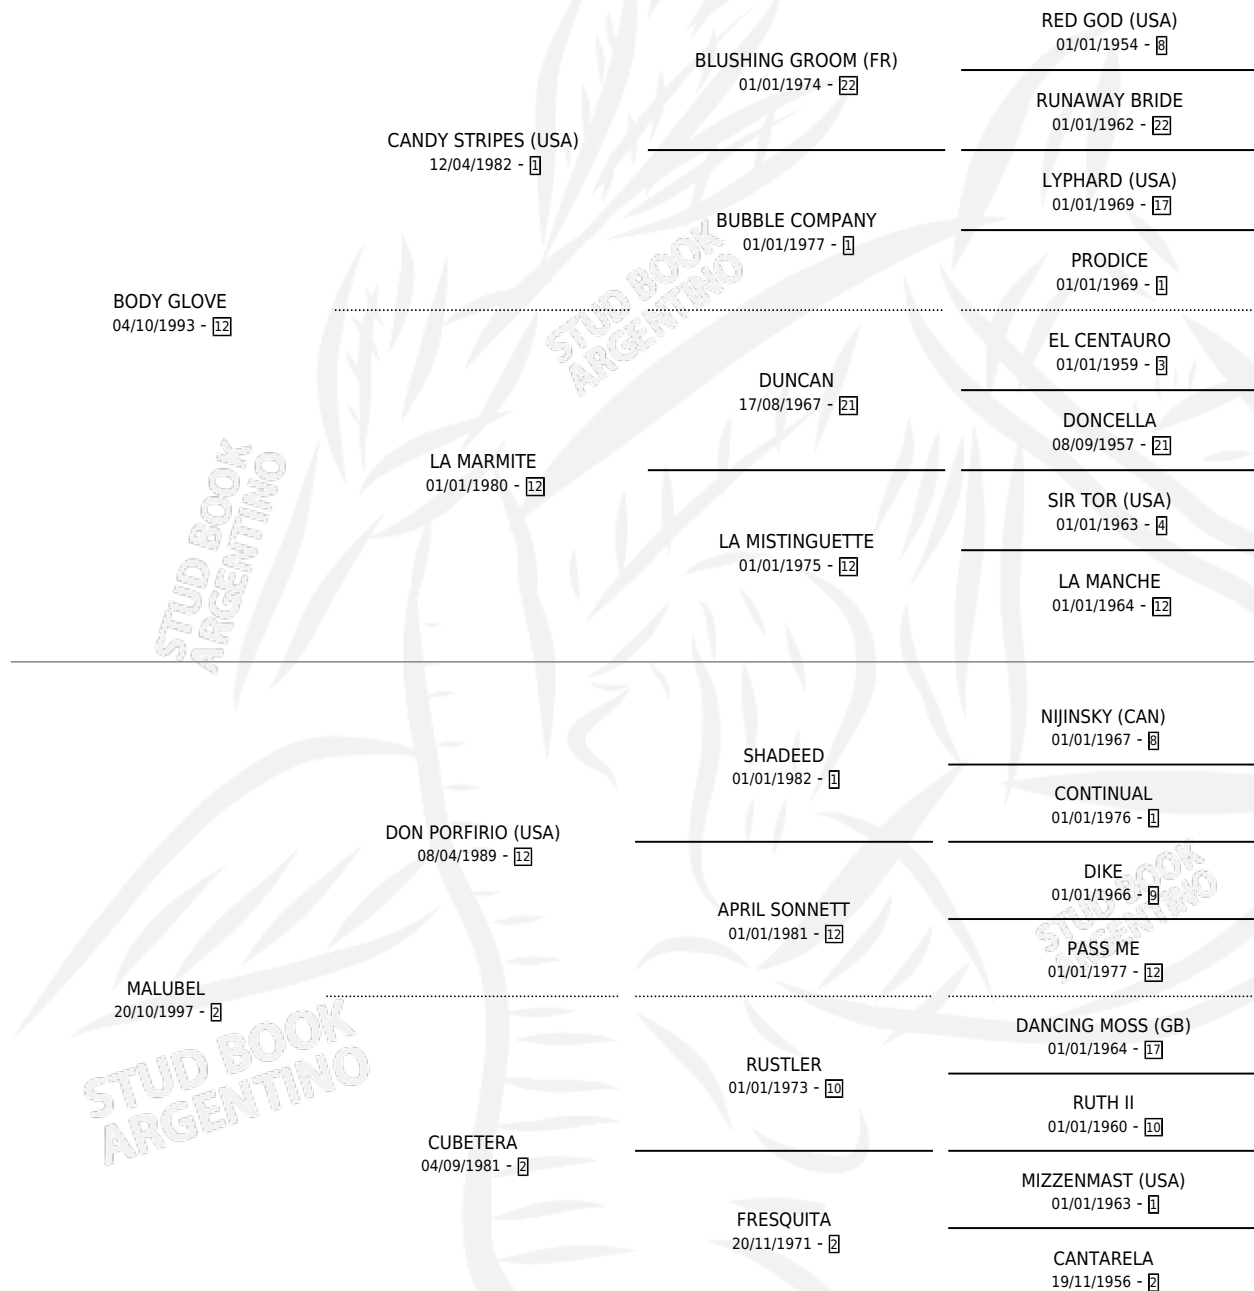 RED GOD (USA)
01/01/1954 - 8
BLUSHING GROOM (FR)
01/01/1974 - 22
RUNAWAY BRIDE
01/01/1962 - 22
CANDY STRIPES (USA)
12/04/1982 - 1
LYPHARD (USA)
01/01/1969 - 17
BUBBLE COMPANY
01/01/1977 - 1
PRODICE
01/01/1969 - 1
BODY GLOVE
04/10/1993 - 12
STUD BOOK
ARGENTINO
EL CENTAURO
01/01/1959 - 3
DUNCAN
17/08/1967 - 21
DONCELLA
08/09/1957 - 21
LA MARMITE
01/01/1980 - 12
SIR TOR (USA)
01/01/1963 - 4
LA MISTINGUETTE
01/01/1975 - 12
LA MANCHE
01/01/1964 - 12
STUD BOOK
ARGENTINO
NIJINSKY (CAN)
01/01/1967 - 8
SHADEED
01/01/1982 - 1
CONTINUAL
01/01/1976 - 1
DON PORFIRIO (USA)
08/04/1989 - 12
DIKE
01/01/1966 - 9
APRIL SONNETT
01/01/1981 - 12
PASS ME
01/01/1977 - 12
STUD BOOK
ARGENTINO
MALUBEL
20/10/1997 - 2
DANCING MOSS (GB)
01/01/1964 - 17
RUSTLER
01/01/1973 - 10
RUTH II
01/01/1960 - 10
STUD BOOK
ARGENTINO
CUBETERA
04/09/1981 - 2
MIZZENMAST (USA)
01/01/1963 - 1
FRESQUITA
20/11/1971 - 2
CANTARELA
19/11/1956 - 2